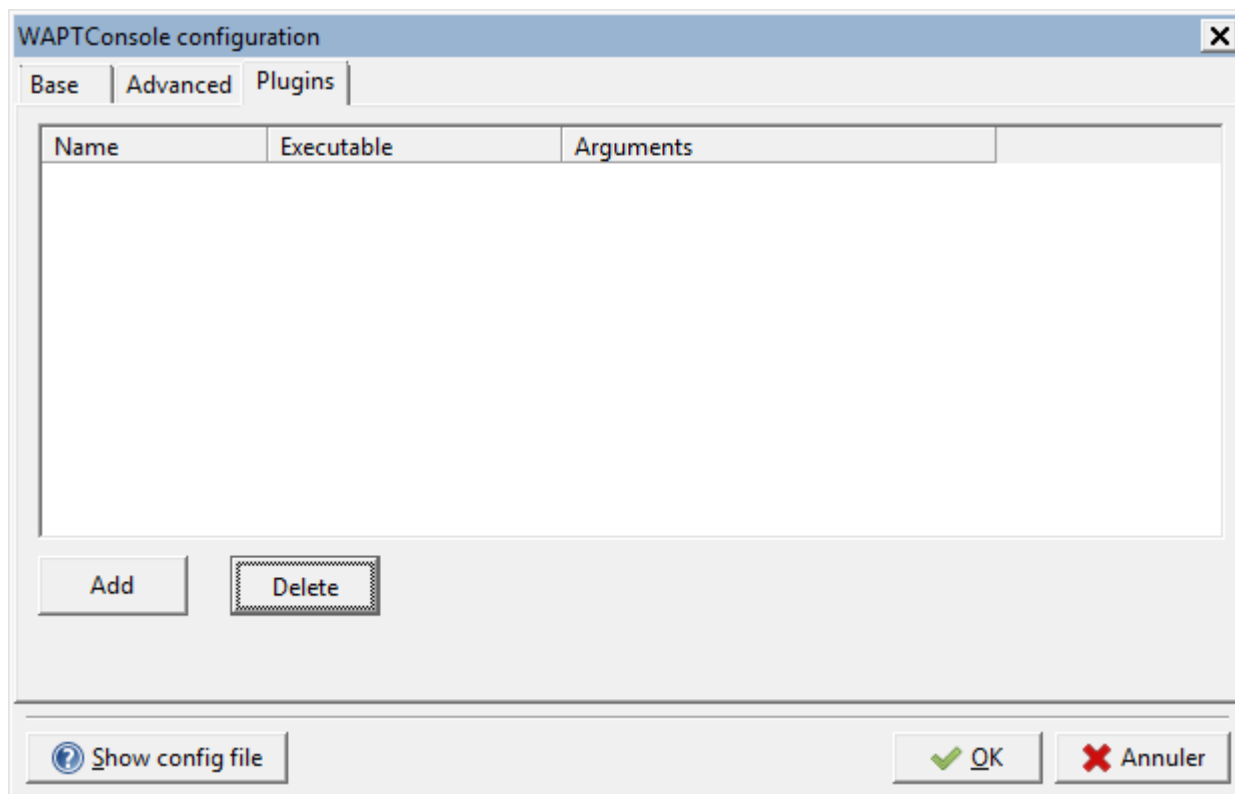 WAPTConsole configuration
Base Advanced Plugins
Name Executable Arguments
Add Delete
Show config file OK Annuler